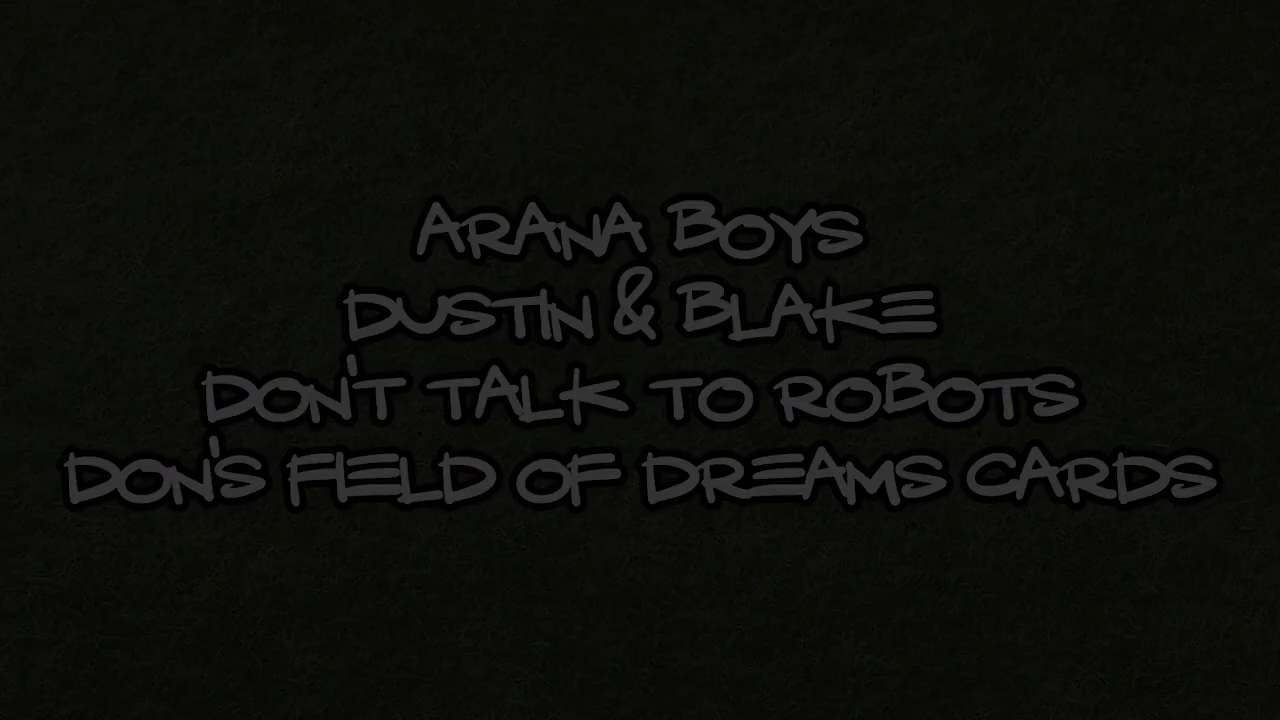 ARANA BOYS
DUSTIN & BLAKE
DON'T TALK TO ROBOTS
DON'S FIELD OF DREAMS CARDS